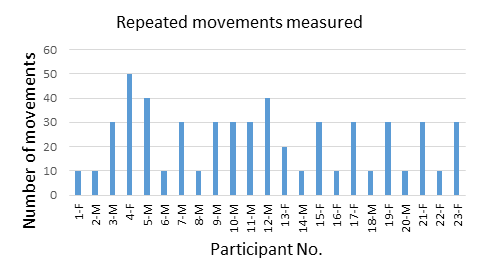 Repeated movements measured
Number of movements
60
50
40
30
20
10
0
1-F
2-M
3-M
4-F
5-M
6-M
7-M
8-M
9-M
10-M
11-M
12-M
13-F
14-M
15-F
16-F
17-F
18-M
19-F
20-M
21-F
22-F
23-F
Participant No.